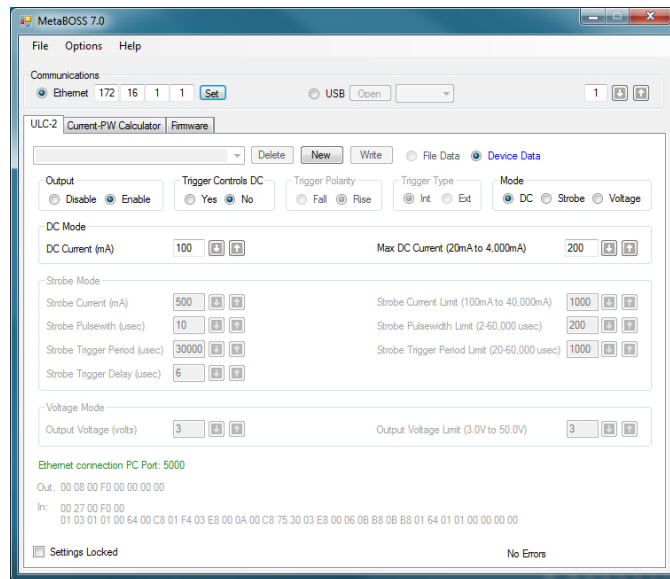 MetaBOSS 7.0
File Options Help
Communications
Ethernet 172 16 1 1 Set USB Open 1
ULC-2 Current-PW Calculator Firmware
Delete New Write File Data Device Data
Output Trigger Controls DC Trigger Polarity Trigger Type Mode
Disable Enable Yes No Fall Rise Int Ext DC Strobe Voltage
DC Mode
DC Current (mA) 100 Max DC Current (20mA to 4,000mA) 200
Strobe Mode
Strobe Current (mA) 500 Strobe Current Limit (100mA to 40,000mA) 1000
Strobe Pulsewith (usec) 10 Strobe Pulsewidth Limit (2-60,000 usec) 200
Strobe Trigger Period (usec) 30000 Strobe Trigger Period Limit (20-60,000 usec) 1000
Strobe Trigger Delay (usec) 6
Voltage Mode
Output Voltage (volts) 3 Output Voltage Limit (3.0V to 50.0V) 3
Ethernet connection PC Port: 5000
Out: 00 08 00 F0 00 00 00 00
In: 00 27 00 F0 00
01 03 01 01 00 64 00 C8 01 F4 03 E8 00 0A 00 C8 75 30 03 E8 00 06 0B B8 0B B8 01 64 01 01 00 00 00 00
Settings Locked No Errors